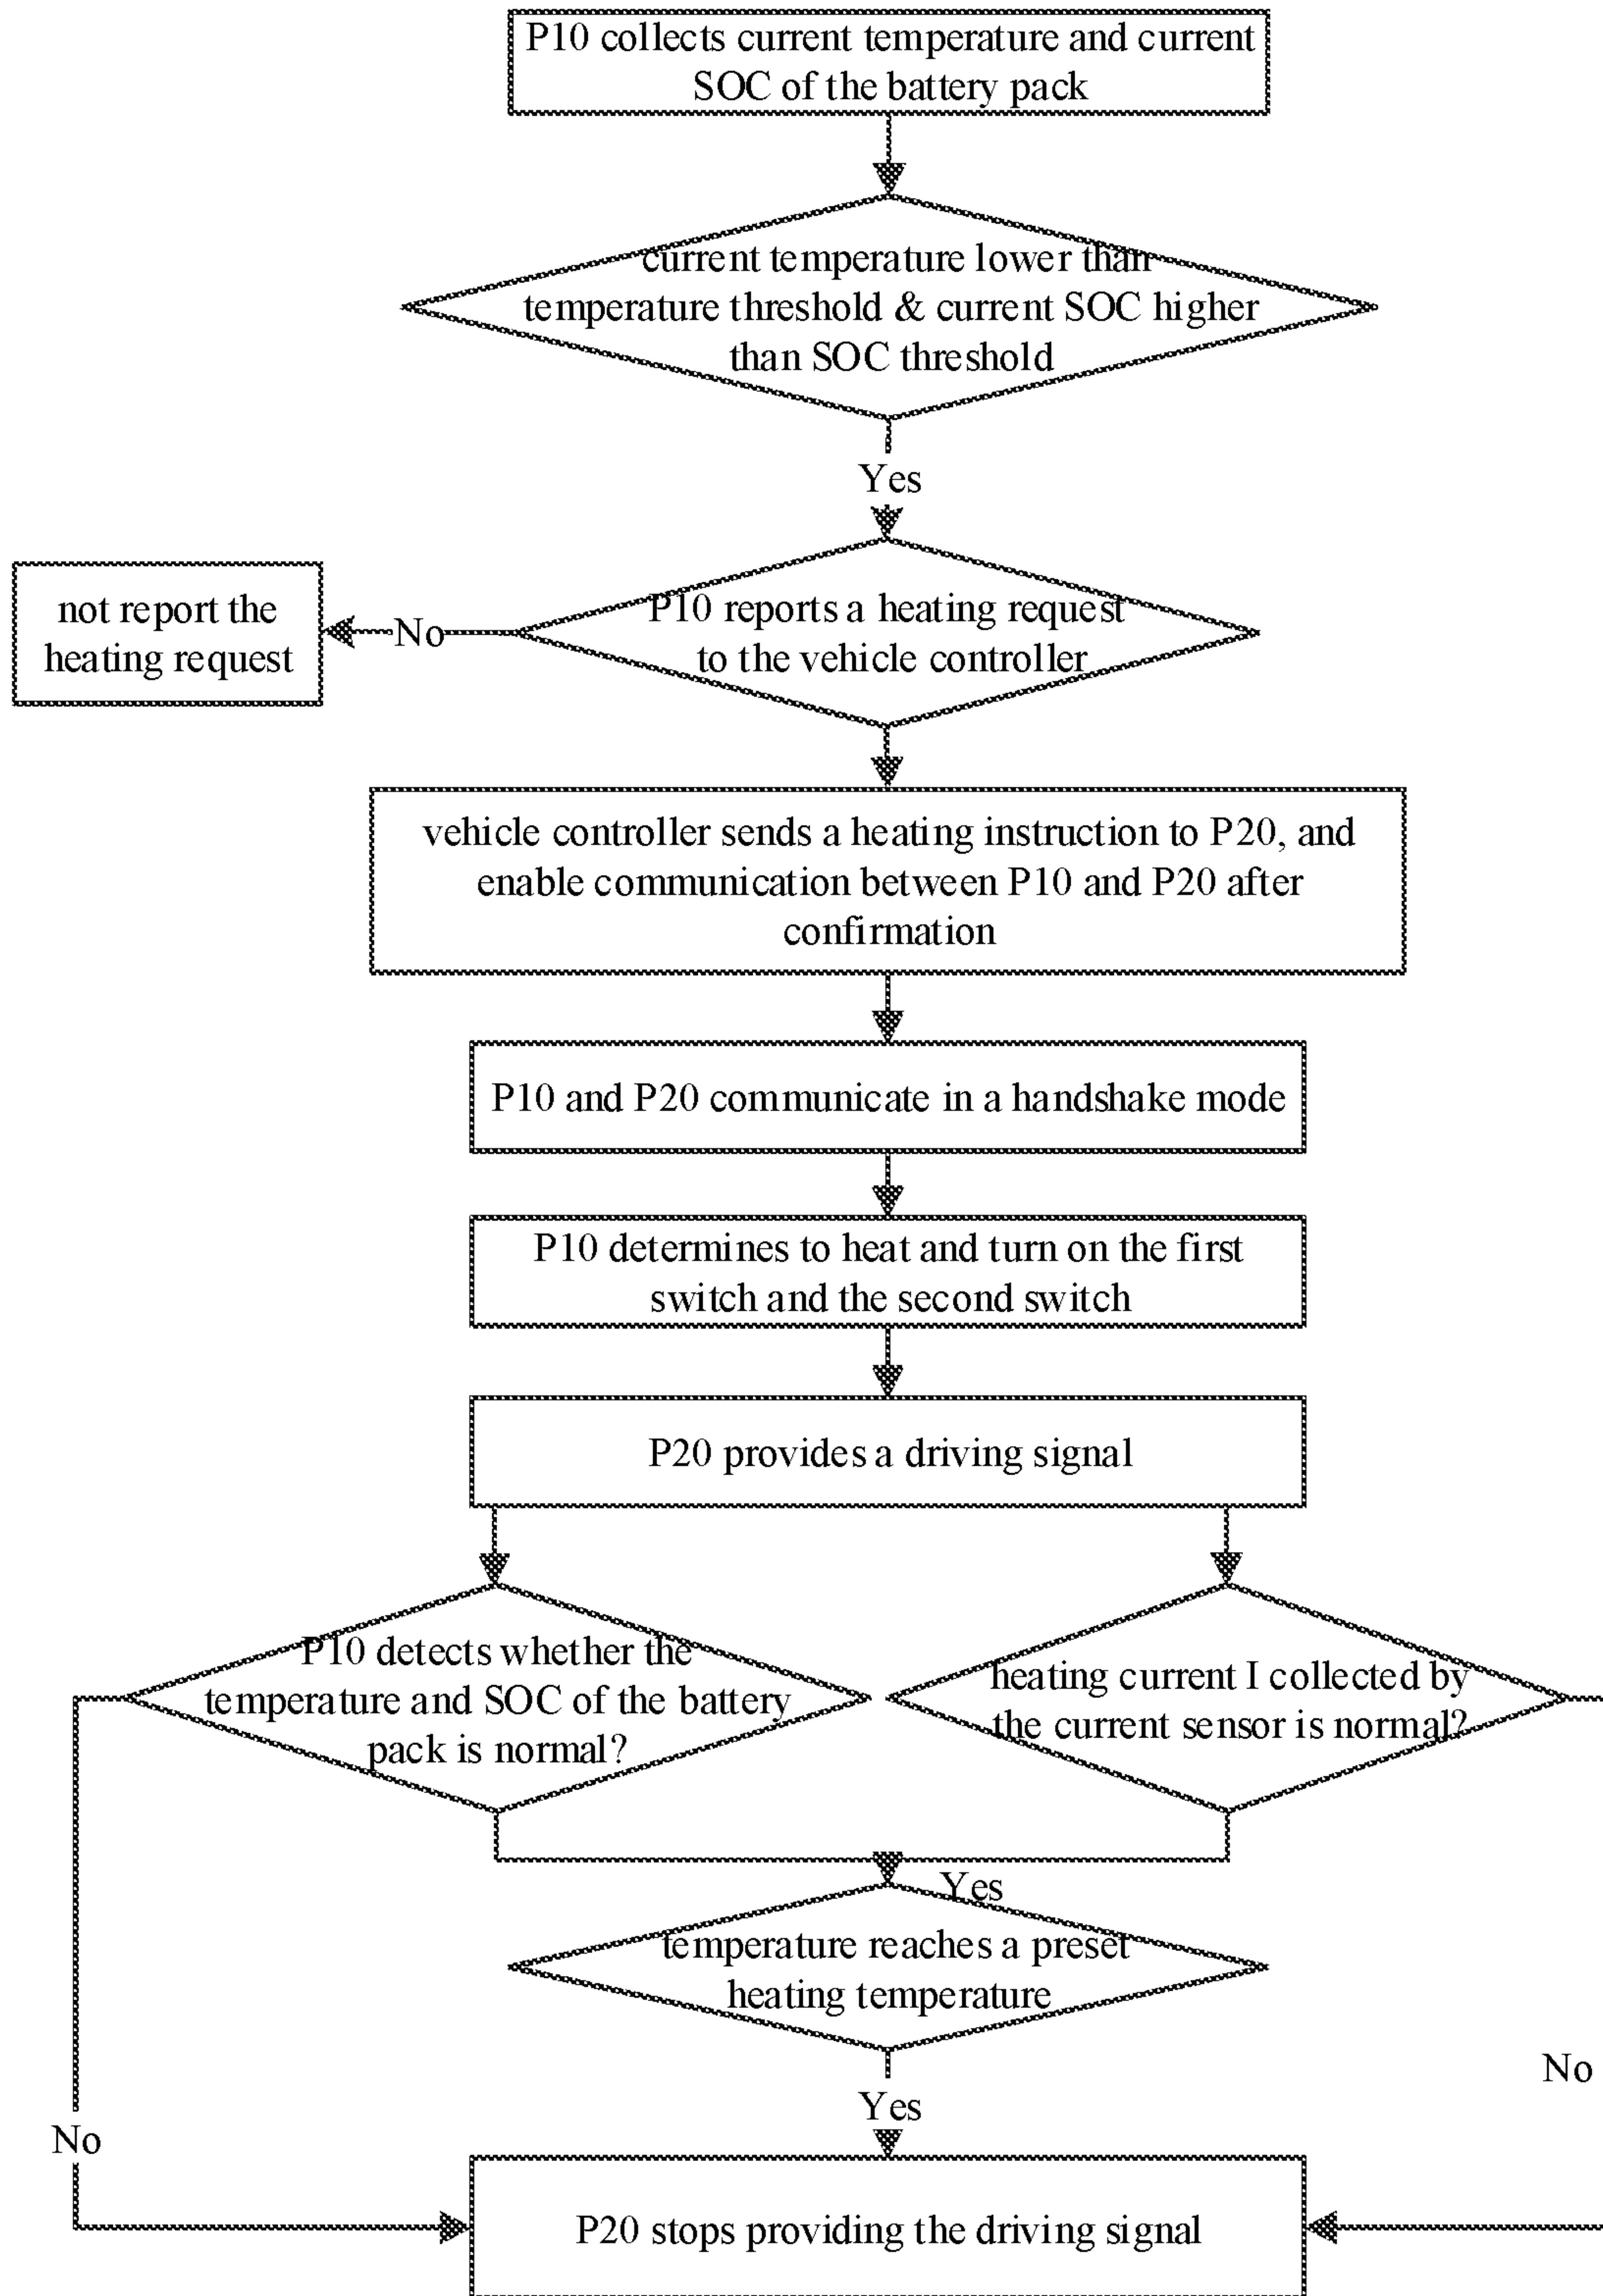 P10 collects current temperature and current
SOC of the battery pack
current temperature lower than
temperature threshold & current SOC higher
than SOC threshold
Yes
P10 reports a heating request
to the vehicle controller
No
not report the
heating request
vehicle controller sends a heating instruction to P20, and
enable communication between P10 and P20 after
confirmation
P10 and P20 communicate in a handshake mode
P10 determines to heat and turn on the first
switch and the second switch
P20 provides a driving signal
P10 detects whether the
temperature and SOC of the battery
pack is normal?
heating current I collected by
the current sensor is normal?
Yes
temperature reaches a preset
heating temperature
No
Yes
No
P20 stops providing the driving signal